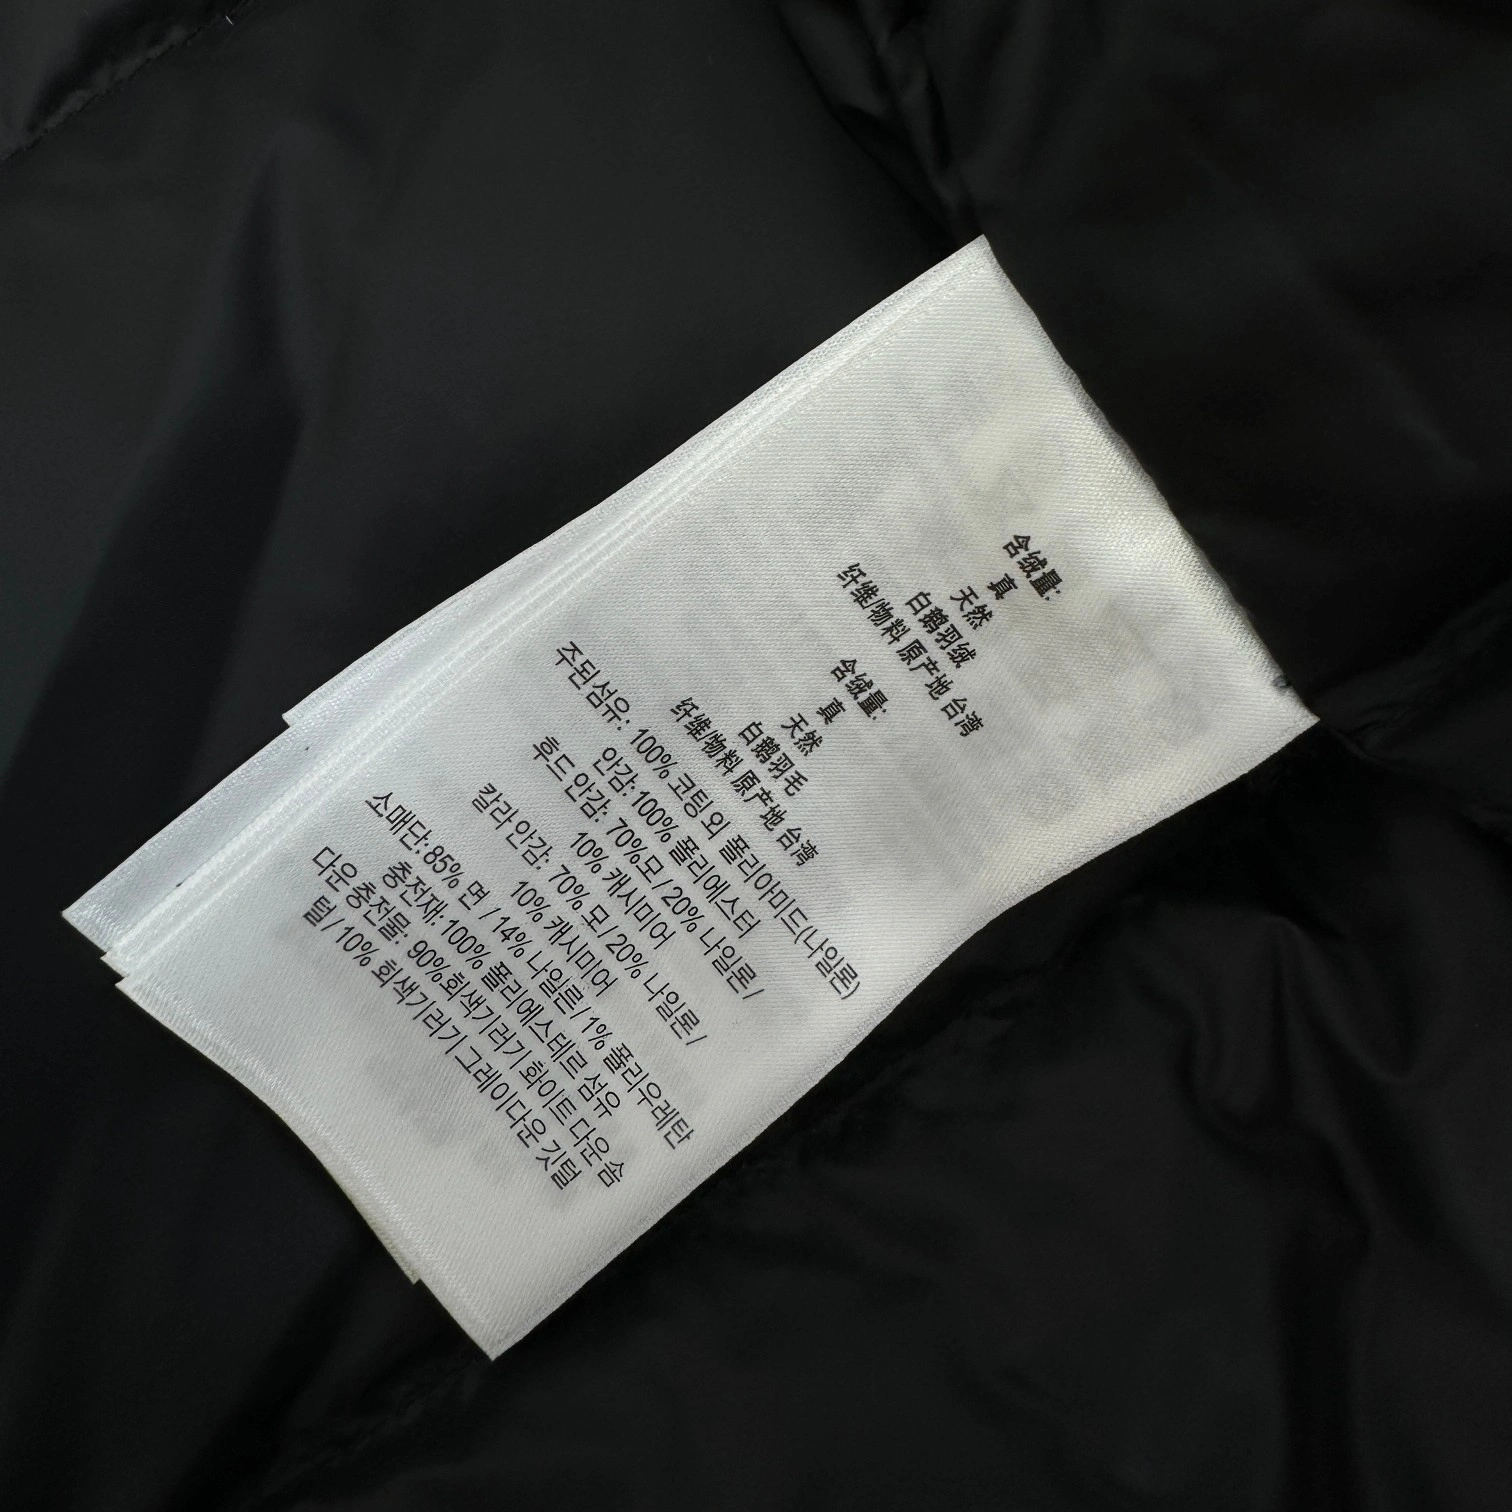 含绒量:
真
天然
白鹅羽绒
纤维/物料 原产地 台湾
含绒量:
真
天然
白鹅羽毛
纤维/物料 原产地 台湾
주된섬유: 100% 코팅 외 폴리아미드(나일론)
안감:100% 폴리에스터
후드 안감: 70%모 / 20% 나일론 /
10% 캐시미어
칼라 안감: 70% 모 / 20% 나일론 /
10% 캐시미어
소매단: 85% 면 / 14% 나일론 / 1% 폴리우레탄
충전재: 100% 폴리에스테르 섬유
다운 충전물: 90%회색기러기 화이트 다운 솜
털 / 10% 회색기러기 그레이다운 깃털